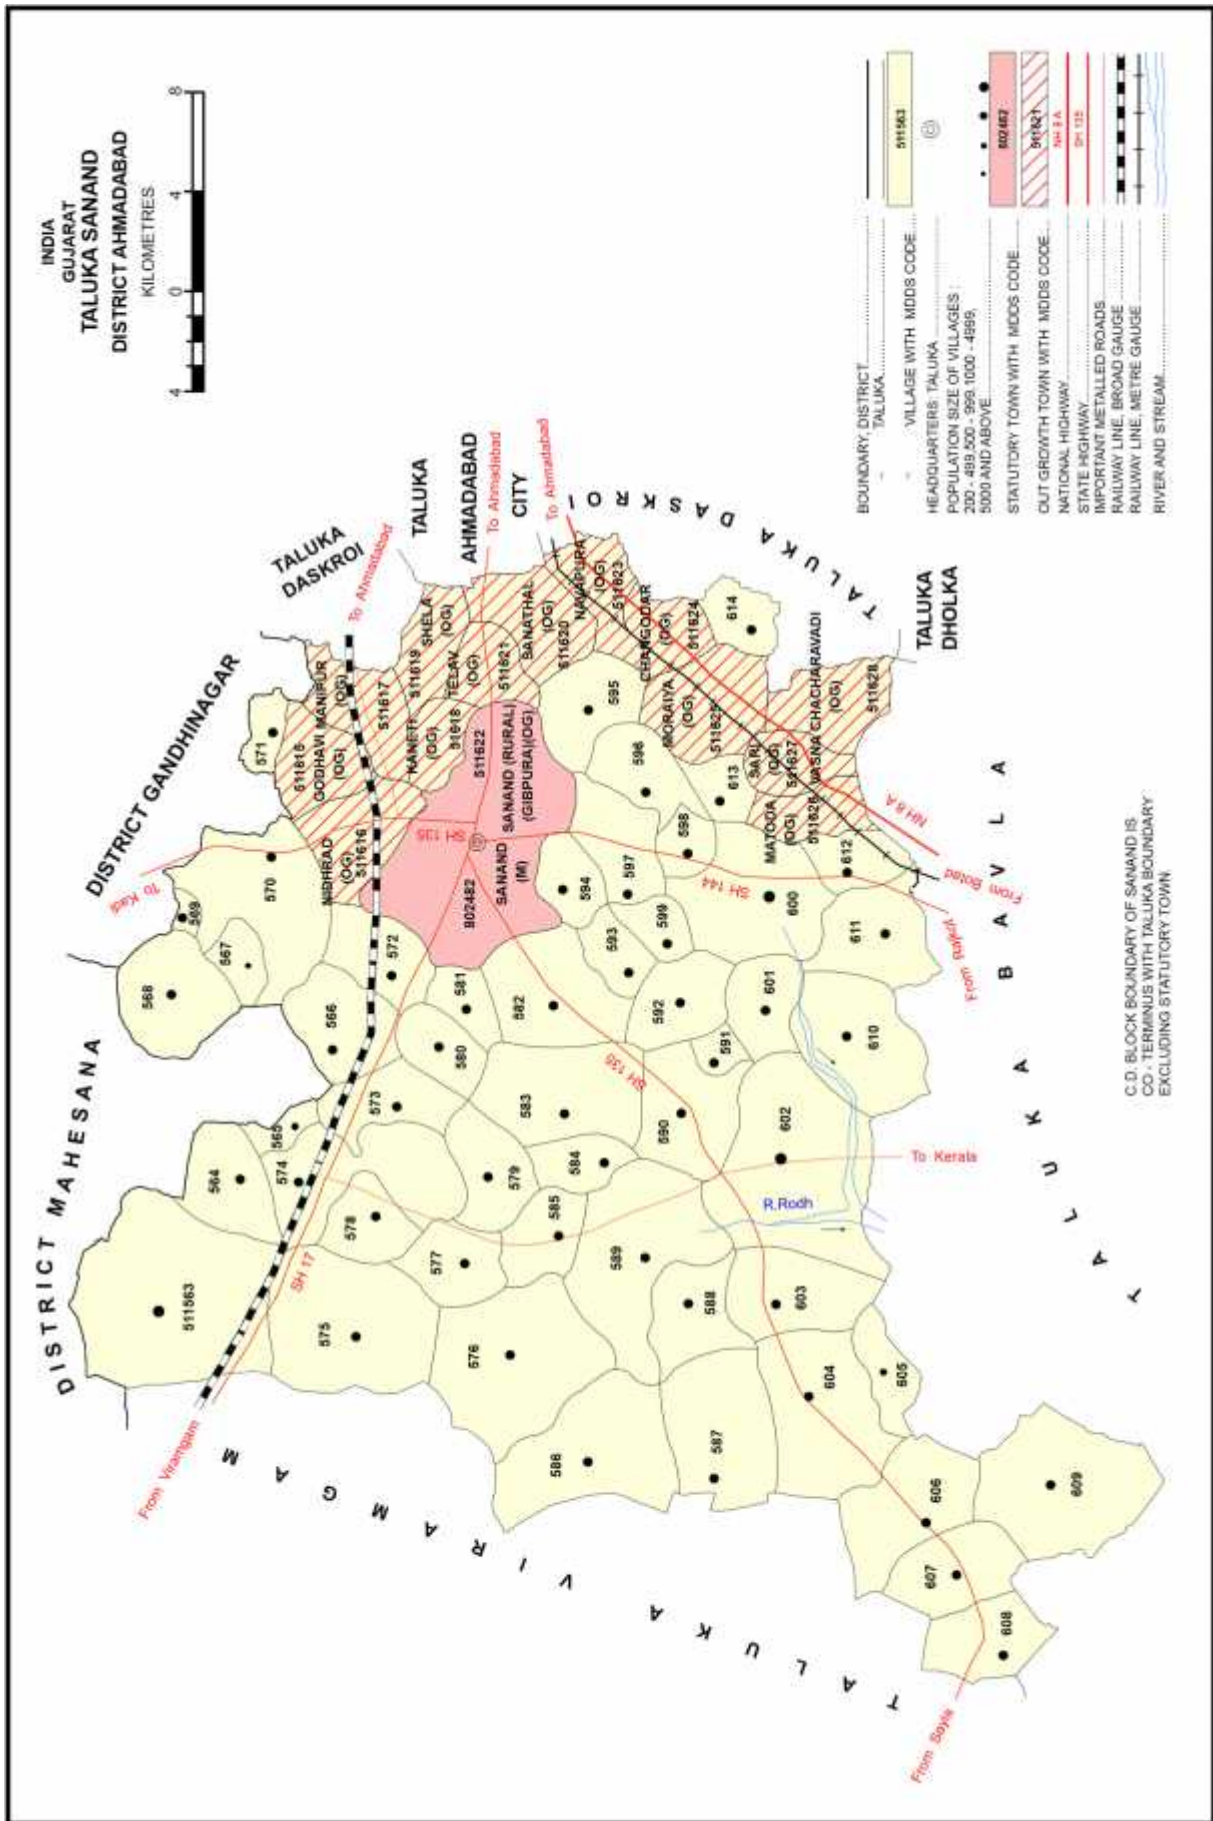 INDIA
GUJARAT
TALUKA SANAND
DISTRICT AHMADABAD
KILOMETRES
4 0 4 8
DISTRICT MAHESANA
DISTRICT GANDHINAGAR
TALUKA
DASKROI
TALUKA
AHMADABAD
CITY
TALUKA DASKROI
TALUKA
DHOLKA
TALUKA BAVLA
TALUKA VIRAMGAM
From Viramgam
To Kadi
To Ahmadabad
To Ahmadabad
To Ahmadabad
From Botad
From Rajkot
To Kerala
From Sayla
SH 17
SH 135
SH 135
SH 144
NH 8 A
R.Rodh
511563
564
565
566
567
568
569
570
571
572
573
574
575
576
577
578
579
580
581
582
583
584
585
586
587
588
589
590
591
592
593
594
595
596
597
598
599
600
601
602
603
604
605
606
607
608
609
610
611
612
613
614
511615
GODHAVI
(OG)
MANIPUR
(OG)
511617
NIDHRAD
(OG)
511616
KANETI
(OG)
511618
SHELA
(OG)
511619
TELAV
(OG)
511621
SANATHAL
(OG)
511620
511622
SANAND (RURAL)
(GIBPURA)(OG)
802482
SANAND
(M)
NAVAPURA
(OG)
511623
CHANGODAR
(OG)
511624
MORAIYA
(OG)
511625
MATODA
(OG)
511626
SARI
(OG)
511627
VASNA CHACHARAVADI
(OG)
511628
BOUNDARY, DISTRICT
" TALUKA
" VILLAGE WITH MDDS CODE 511563
HEADQUARTERS: TALUKA
POPULATION SIZE OF VILLAGES :
200 - 499,500 - 999,1000 - 4999,
5000 AND ABOVE
STATUTORY TOWN WITH MDDS CODE 802482
OUT GROWTH TOWN WITH MDDS CODE 511621
NATIONAL HIGHWAY NH 8 A
STATE HIGHWAY SH 135
IMPORTANT METALLED ROADS
RAILWAY LINE, BROAD GAUGE
RAILWAY LINE, METRE GAUGE
RIVER AND STREAM
C.D. BLOCK BOUNDARY OF SANAND IS
CO - TERMINUS WITH TALUKA BOUNDARY
EXCLUDING STATUTORY TOWN.